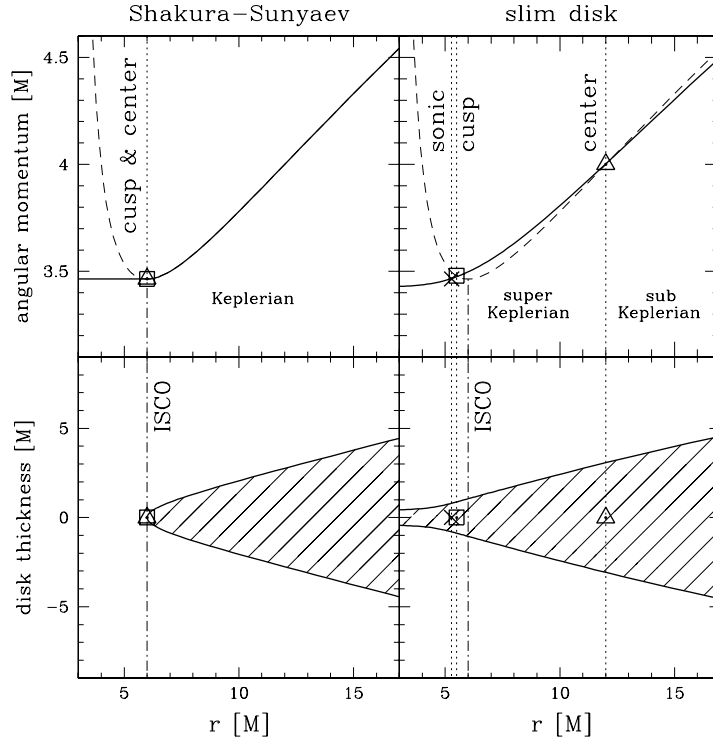 Shakura−Sunyaev
slim disk
angular momentum [M]
4.5
4
3.5
cusp & center
Keplerian
sonic
cusp
center
super
Keplerian
sub
Keplerian
disk thickness [M]
5
0
−5
ISCO
ISCO
5
10
15
5
10
15
r [M]
r [M]